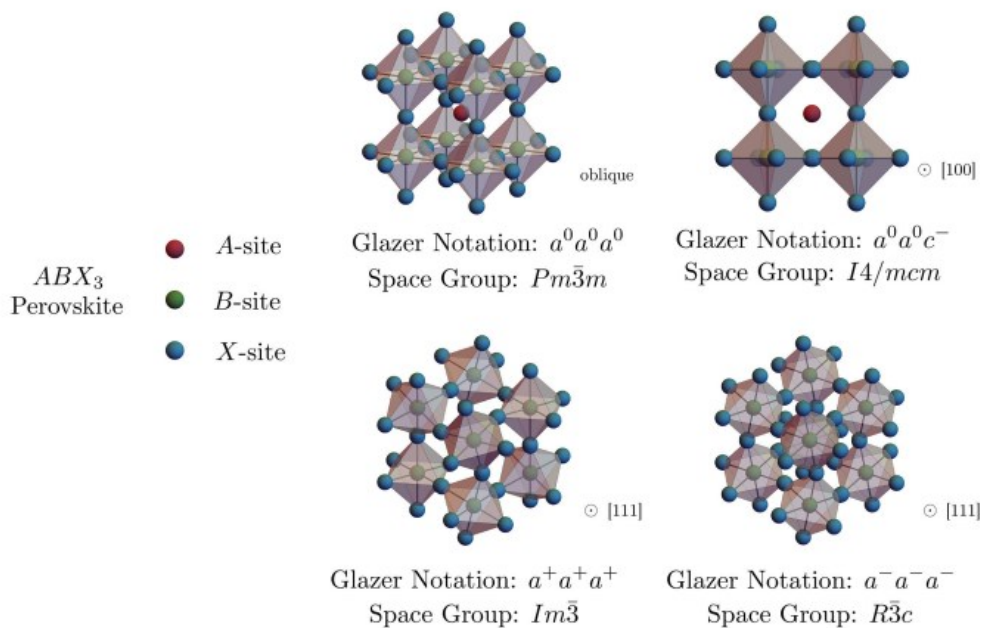 ABX₃
Perovskite
A-site
B-site
X-site
oblique
Glazer Notation: a⁰a⁰a⁰
Space Group: Pm3̄m
⊙ [100]
Glazer Notation: a⁰a⁰c⁻
Space Group: I4/mcm
⊙ [111]
Glazer Notation: a⁺a⁺a⁺
Space Group: Im3̄
⊙ [111]
Glazer Notation: a⁻a⁻a⁻
Space Group: R3̄c